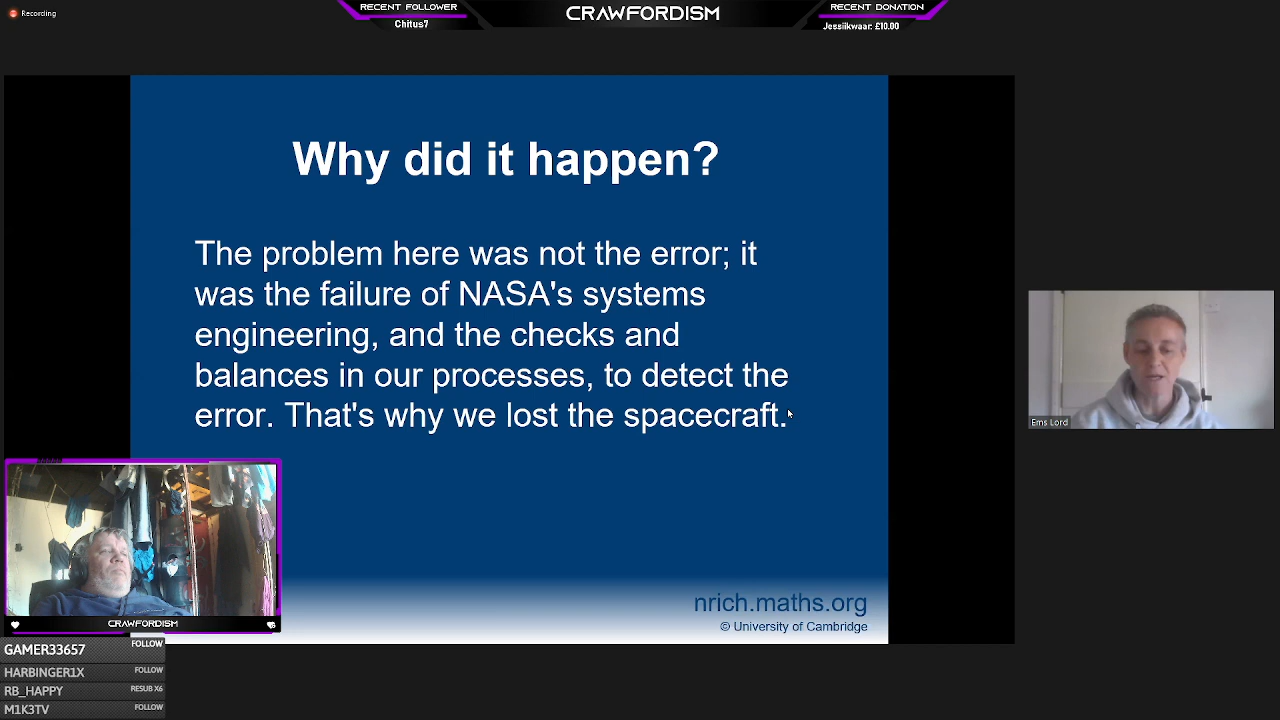 Recording
RECENT FOLLOWER
Chitus7
CRAWFORDISM
RECENT DONATION
Jessiikwaar: £10.00
Why did it happen?
The problem here was not the error; it
was the failure of NASA's systems
engineering, and the checks and
balances in our processes, to detect the
error. That's why we lost the spacecraft.
Ems Lord
nrich.maths.org
© University of Cambridge
CRAWFORDISM
GAMER33657 FOLLOW
HARBINGER1X FOLLOW
RB_HAPPY RESUB X6
M1K3TV FOLLOW